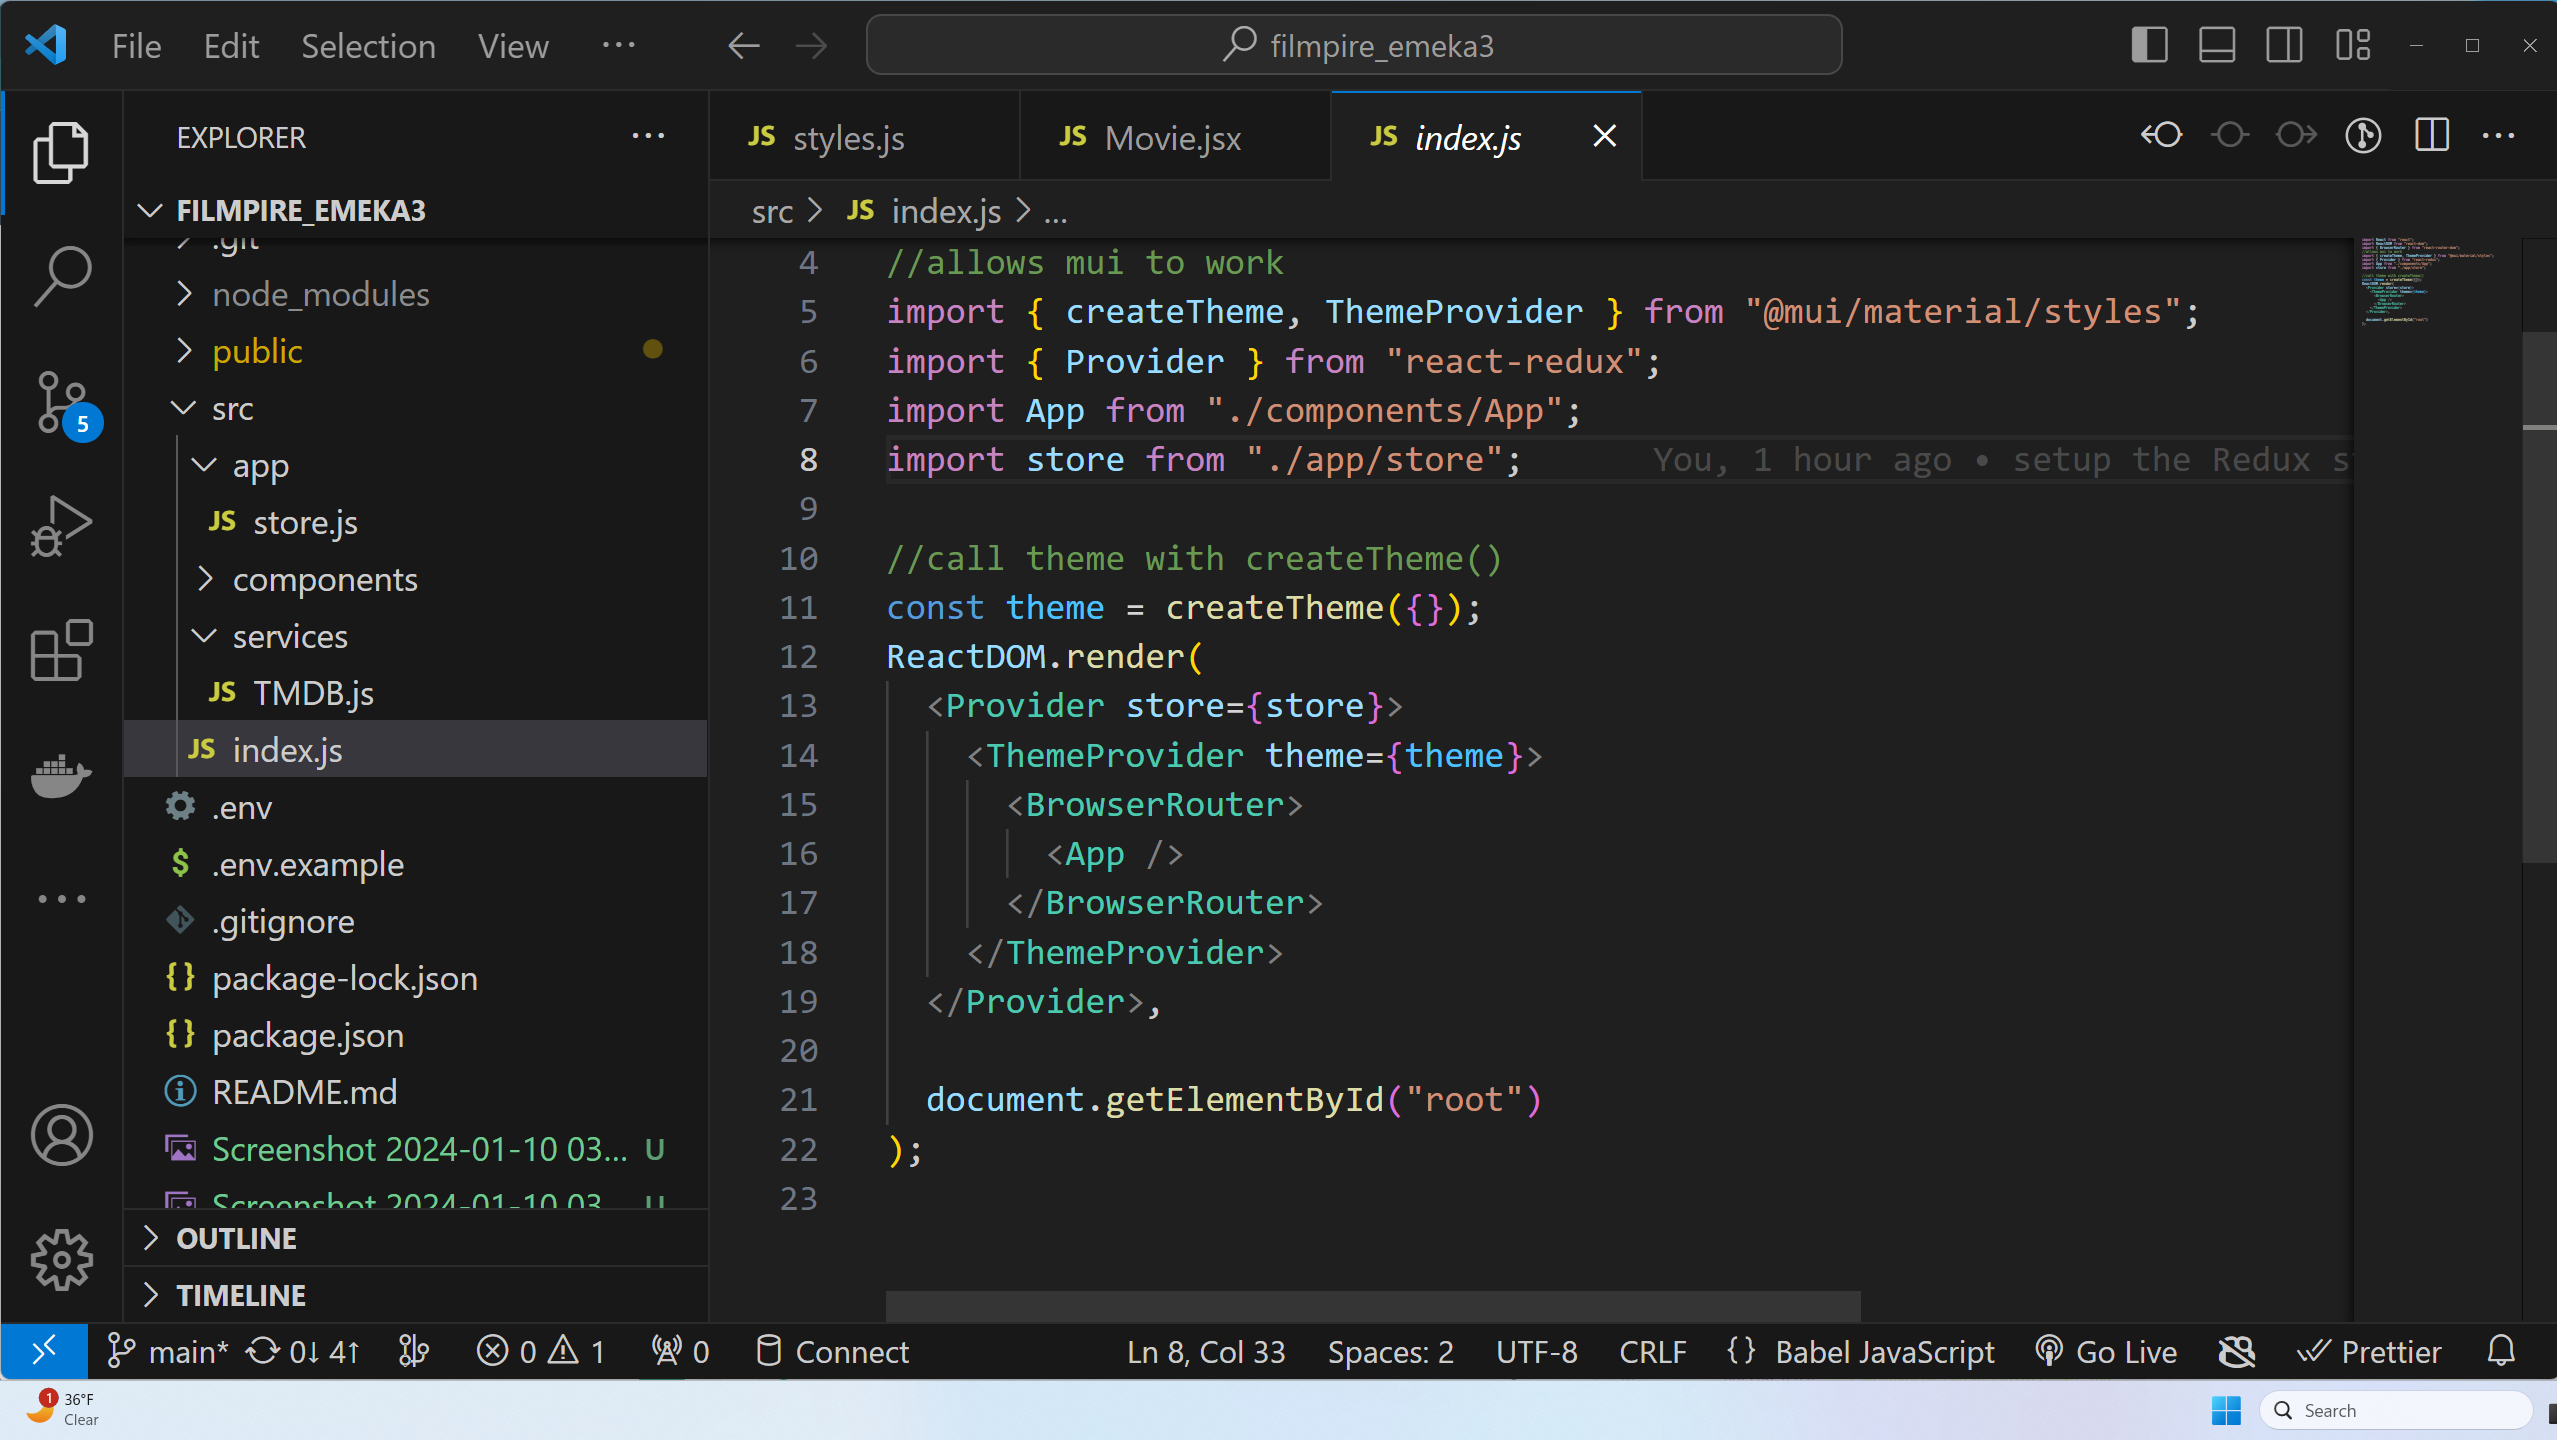 File Edit Selection View ... filmpire_emeka3
EXPLORER
FILMPIRE_EMEKA3
.git
node_modules
public
src
app
JS store.js
components
services
JS TMDB.js
JS index.js
.env
$ .env.example
.gitignore
{} package-lock.json
{} package.json
README.md
Screenshot 2024-01-10 03... U
Screenshot 2024-01-10 03 U
OUTLINE
TIMELINE
5
JS styles.js JS Movie.jsx JS index.js
src > JS index.js > ...
4 //allows mui to work
5 import { createTheme, ThemeProvider } from "@mui/material/styles";
6 import { Provider } from "react-redux";
7 import App from "./components/App";
8 import store from "./app/store"; You, 1 hour ago • setup the Redux s
9
10 //call theme with createTheme()
11 const theme = createTheme({});
12 ReactDOM.render(
13 <Provider store={store}>
14 <ThemeProvider theme={theme}>
15 <BrowserRouter>
16 <App />
17 </BrowserRouter>
18 </ThemeProvider>
19 </Provider>,
20
21 document.getElementById("root")
22 );
23
main* 0↓ 4↑ 0 1 0 Connect Ln 8, Col 33 Spaces: 2 UTF-8 CRLF {} Babel JavaScript Go Live Prettier
1 36°F
Clear
Search